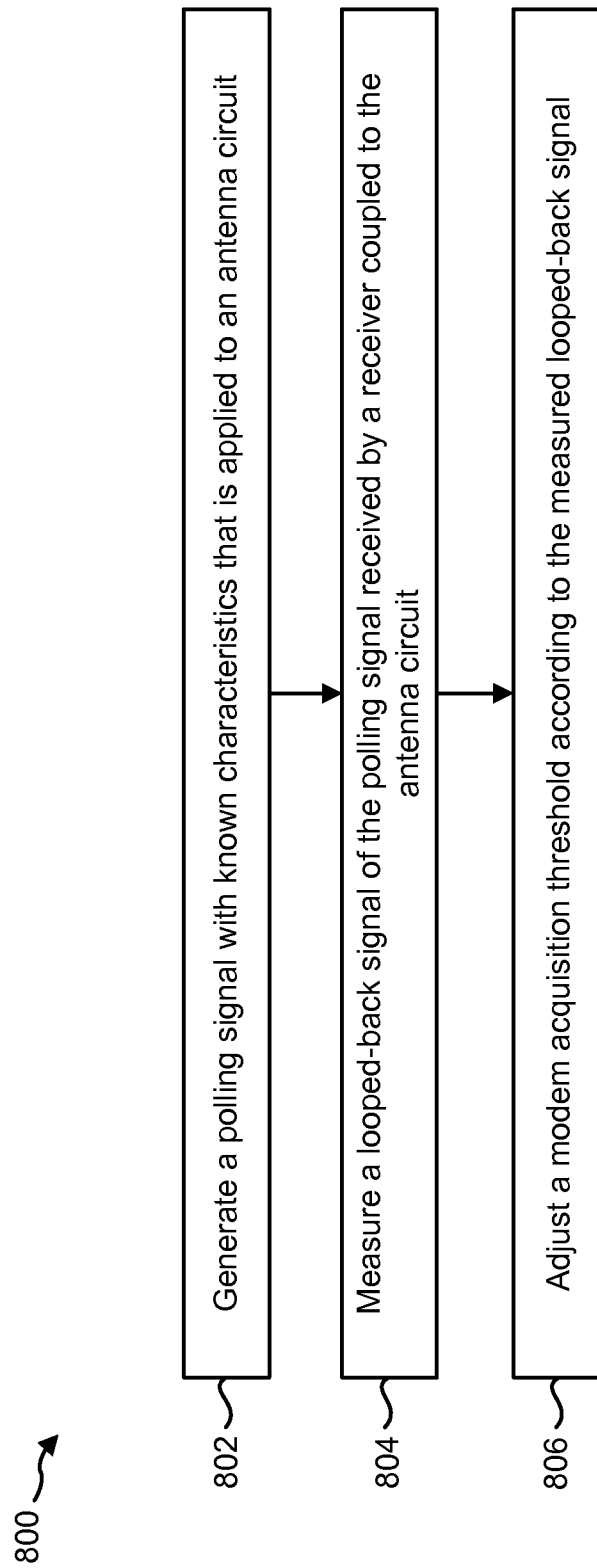 800
802
Generate a polling signal with known characteristics that is applied to an antenna circuit
804
Measure a looped-back signal of the polling signal received by a receiver coupled to the
antenna circuit
806
Adjust a modem acquisition threshold according to the measured looped-back signal